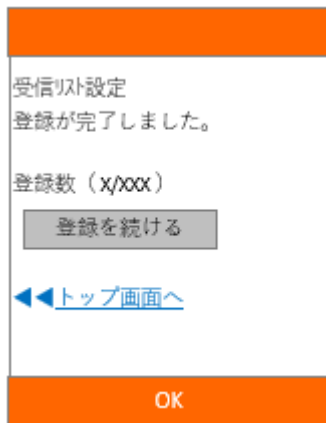 受信ﾘｽﾄ設定
登録が完了しました。
登録数（x/xxx）
登録を続ける
◀◀トップ画面へ
OK